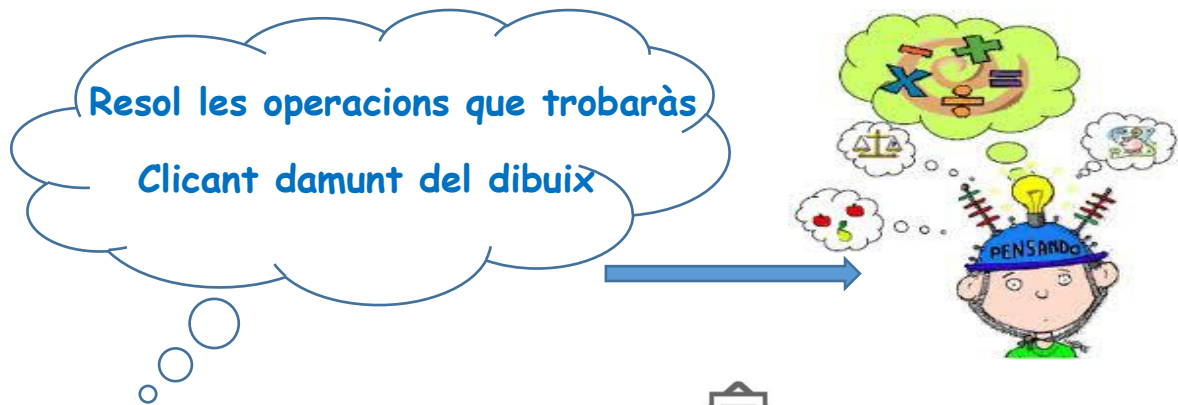 Resol les operacions que trobaràs
Clicant damunt del dibuix
PENSANDO